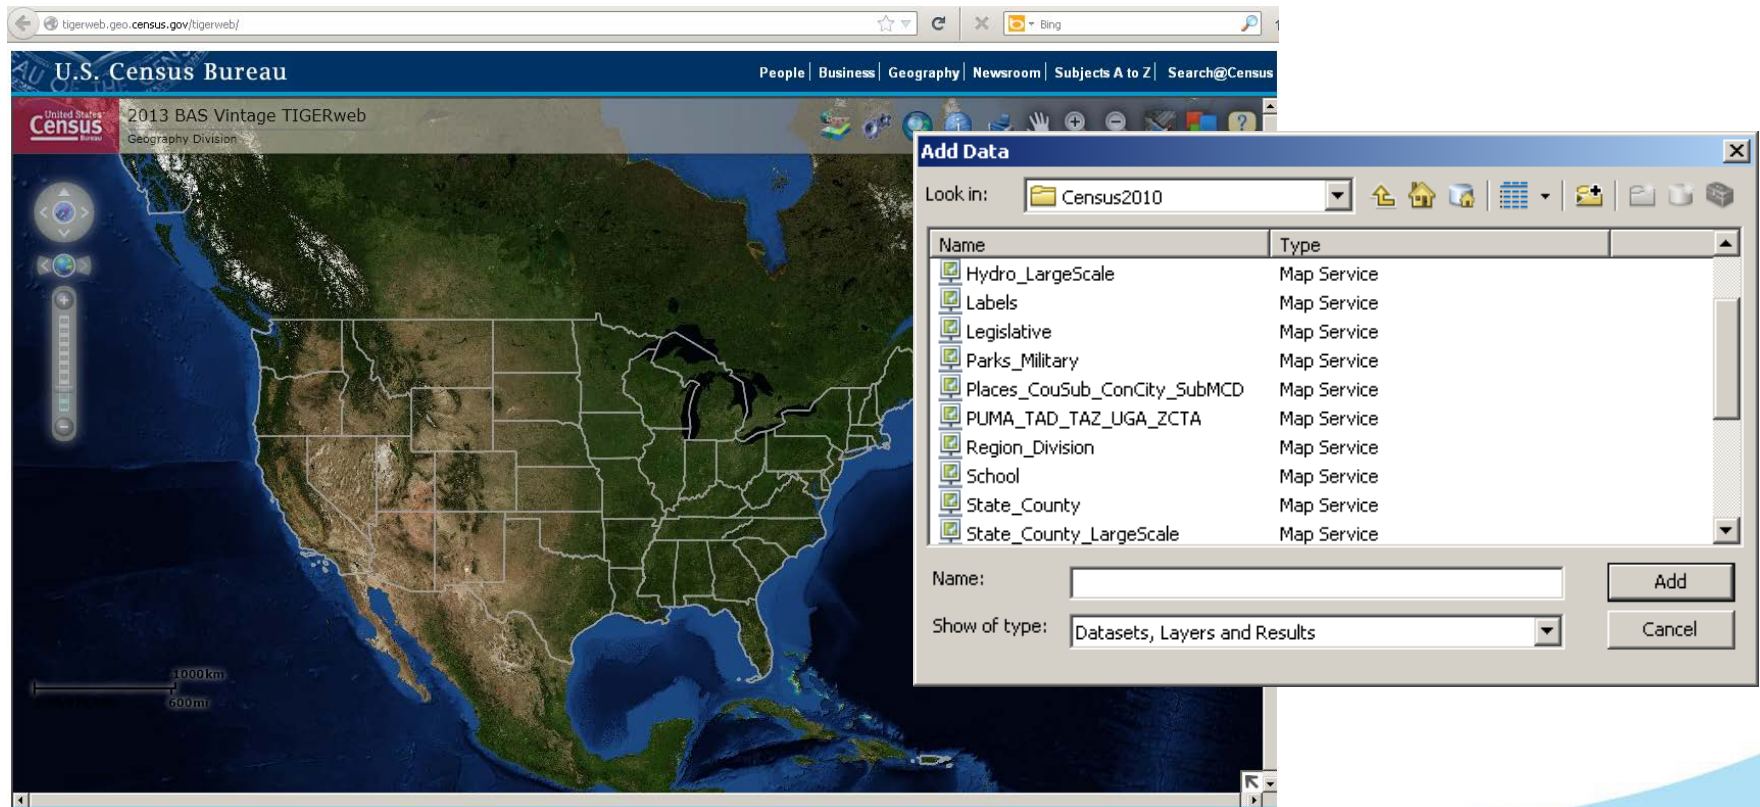 tigerweb.geo.census.gov/tigerweb/
Bing
U.S. Census Bureau
People | Business | Geography | Newsroom | Subjects A to Z | Search@Census
United States
Census
Bureau
2013 BAS Vintage TIGERweb
Geography Division
1000km
600mi
Add Data
Look in: Census2010
Name Type
Hydro_LargeScale Map Service
Labels Map Service
Legislative Map Service
Parks_Military Map Service
Places_CouSub_ConCity_SubMCD Map Service
PUMA_TAD_TAZ_UGA_ZCTA Map Service
Region_Division Map Service
School Map Service
State_County Map Service
State_County_LargeScale Map Service
Name: Add
Show of type: Datasets, Layers and Results Cancel